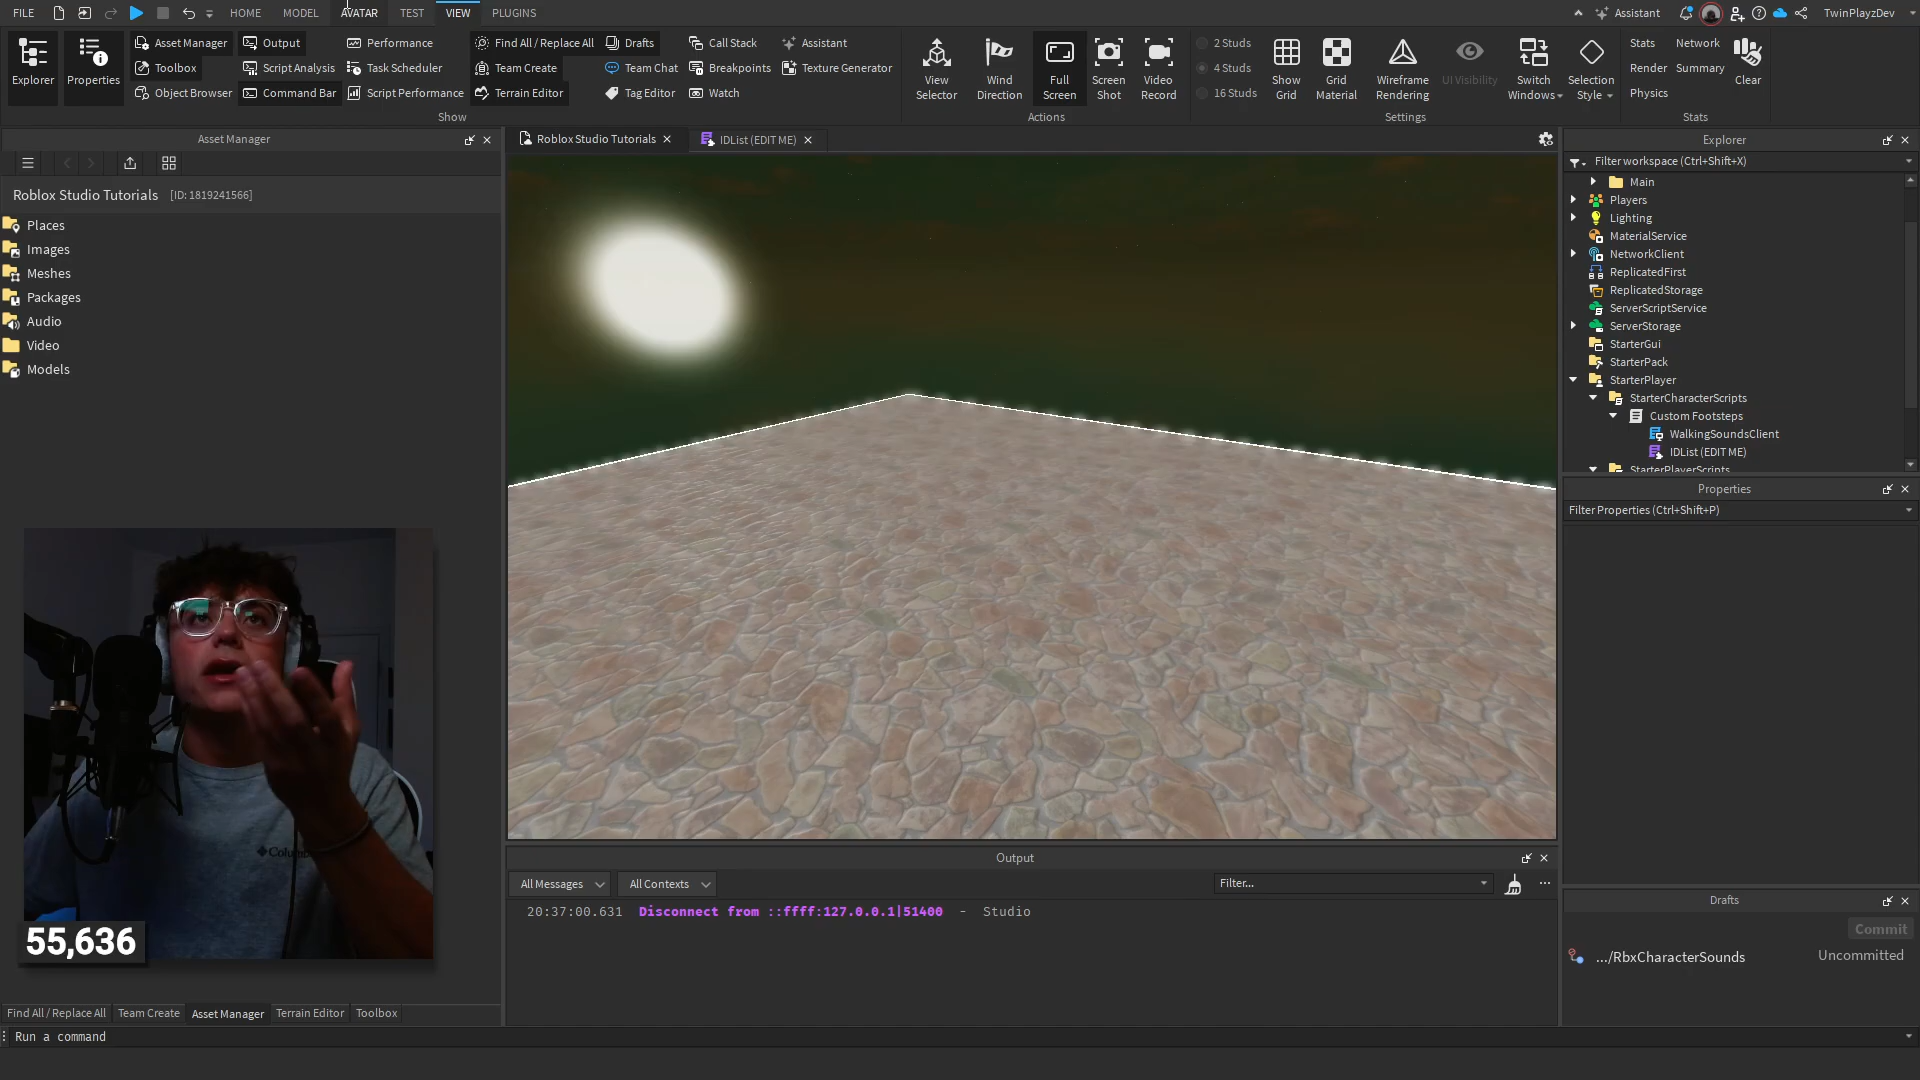 FILE HOME MODEL AVATAR TEST VIEW PLUGINS Assistant TwinPlayzDev
Explorer
Properties
Asset Manager
Toolbox
Object Browser
Output
Script Analysis
Command Bar
Performance
Task Scheduler
Script Performance
Find All / Replace All
Team Create
Terrain Editor
Drafts
Team Chat
Tag Editor
Call Stack
Breakpoints
Watch
Assistant
Texture Generator
Show
View
Selector
Wind
Direction
Full
Screen
Screen
Shot
Video
Record
Actions
2 Studs
4 Studs
16 Studs
Show
Grid
Grid
Material
Wireframe
Rendering
UI Visibility
Switch
Windows
Selection
Style
Settings
Stats
Render
Physics
Network
Summary
Clear
Stats
Asset Manager
Roblox Studio Tutorials [ID: 1819241566]
Places
Images
Meshes
Packages
Audio
Video
Models
55,636
Find All / Replace All Team Create Asset Manager Terrain Editor Toolbox
Run a command
Roblox Studio Tutorials
IDList (EDIT ME)
Output
All Messages
All Contexts
Filter...
20:37:00.631 Disconnect from ::ffff:127.0.0.1|51400 - Studio
Explorer
Filter workspace (Ctrl+Shift+X)
Main
Players
Lighting
MaterialService
NetworkClient
ReplicatedFirst
ReplicatedStorage
ServerScriptService
ServerStorage
StarterGui
StarterPack
StarterPlayer
StarterCharacterScripts
Custom Footsteps
WalkingSoundsClient
IDList (EDIT ME)
StarterPlayerScripts
Properties
Filter Properties (Ctrl+Shift+P)
Drafts
Commit
.../RbxCharacterSounds Uncommitted